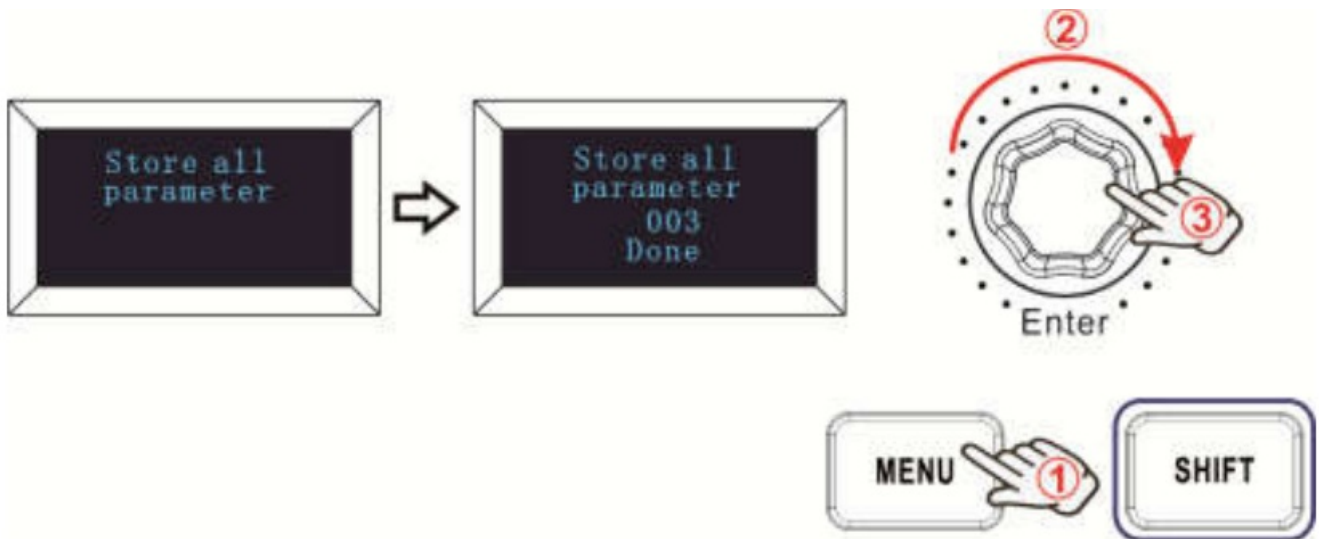 Store all
parameter
Store all
parameter
003
Done
②
③
Enter
MENU
①
SHIFT